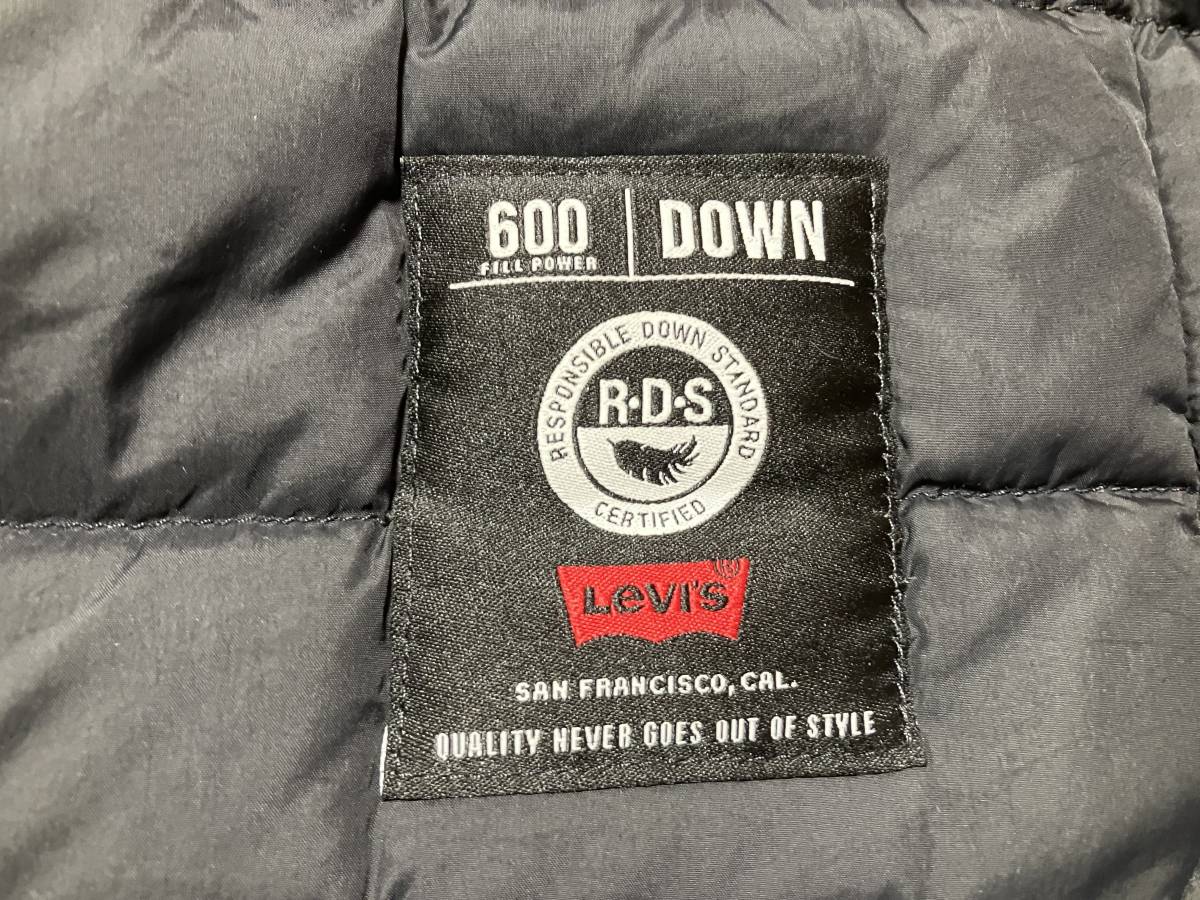 600
FILL POWER
DOWN
RESPONSIBLE DOWN STANDARD
R·D·S
CERTIFIED
Levi's®
SAN FRANCISCO, CAL.
QUALITY NEVER GOES OUT OF STYLE